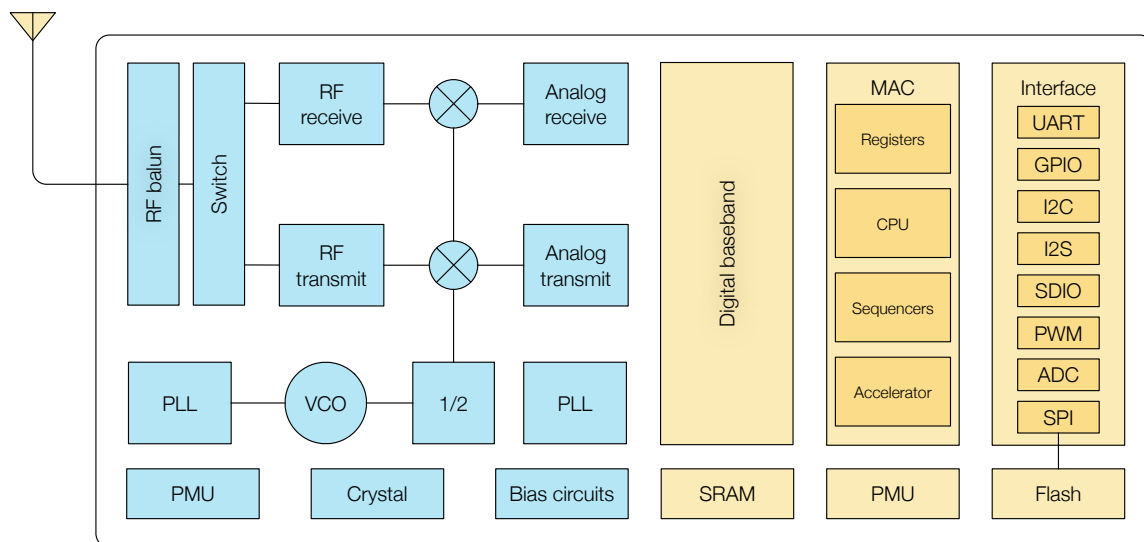 RF balun
Switch
RF
receive
Analog
receive
RF
transmit
Analog
transmit
PLL
VCO
1/2
PLL
PMU
Crystal
Bias circuits
Digital baseband
SRAM
MAC
Registers
CPU
Sequencers
Accelerator
PMU
Interface
UART
GPIO
I2C
I2S
SDIO
PWM
ADC
SPI
Flash